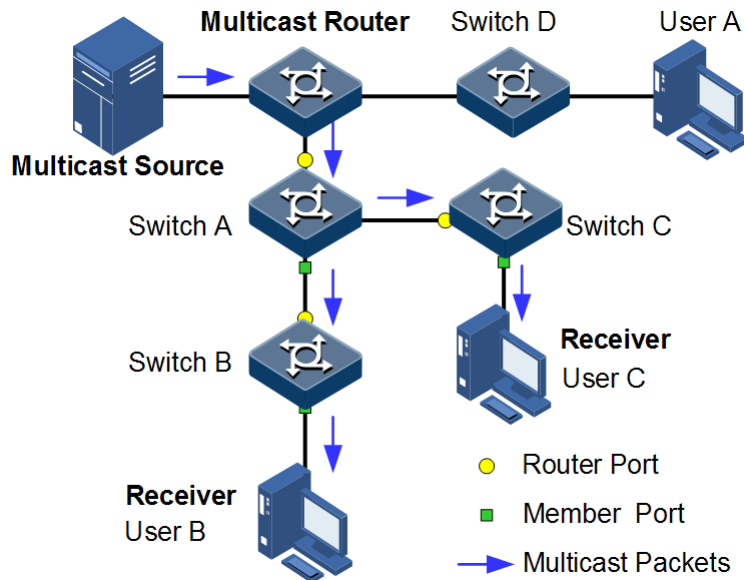 Multicast Router
Switch D
User A
Multicast Source
Switch A
Switch C
Switch B
Receiver
User C
Router Port
Receiver
User B
Member Port
Multicast Packets